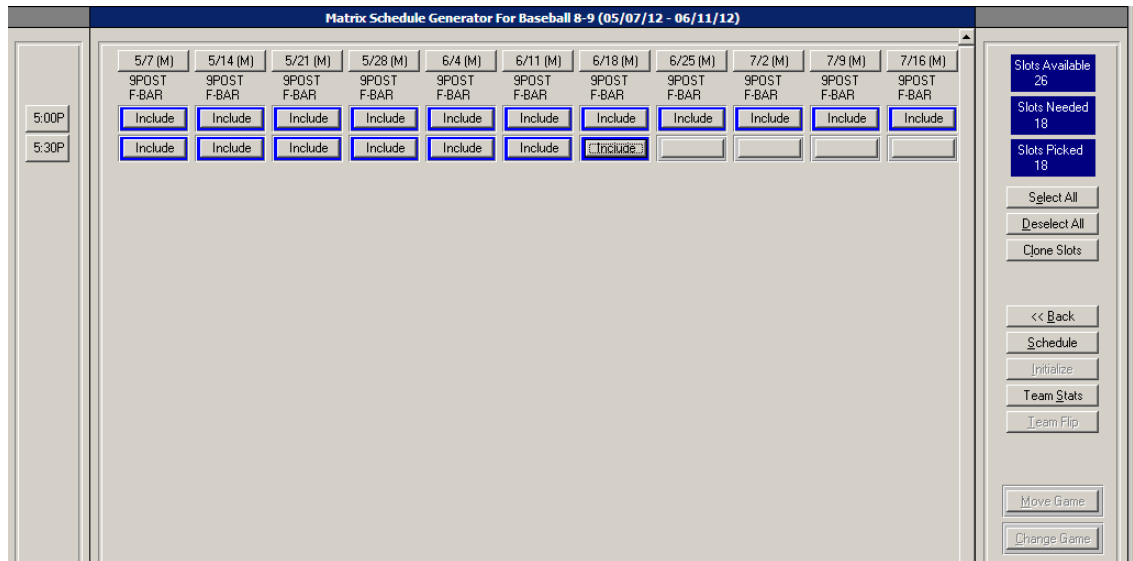 Matrix Schedule Generator For Baseball 8-9 (05/07/12 - 06/11/12)
5/7 (M) 5/14 (M) 5/21 (M) 5/28 (M) 6/4 (M) 6/11 (M) 6/18 (M) 6/25 (M) 7/2 (M) 7/9 (M) 7/16 (M)
9POST 9POST 9POST 9POST 9POST 9POST 9POST 9POST 9POST 9POST 9POST
F-BAR F-BAR F-BAR F-BAR F-BAR F-BAR F-BAR F-BAR F-BAR F-BAR F-BAR
5:00P Include Include Include Include Include Include Include Include Include Include Include
5:30P Include Include Include Include Include Include Include
Slots Available
26
Slots Needed
18
Slots Picked
18
Select All
Deselect All
Clone Slots
<< Back
Schedule
Initialize
Team Stats
Team Flip
Move Game
Change Game